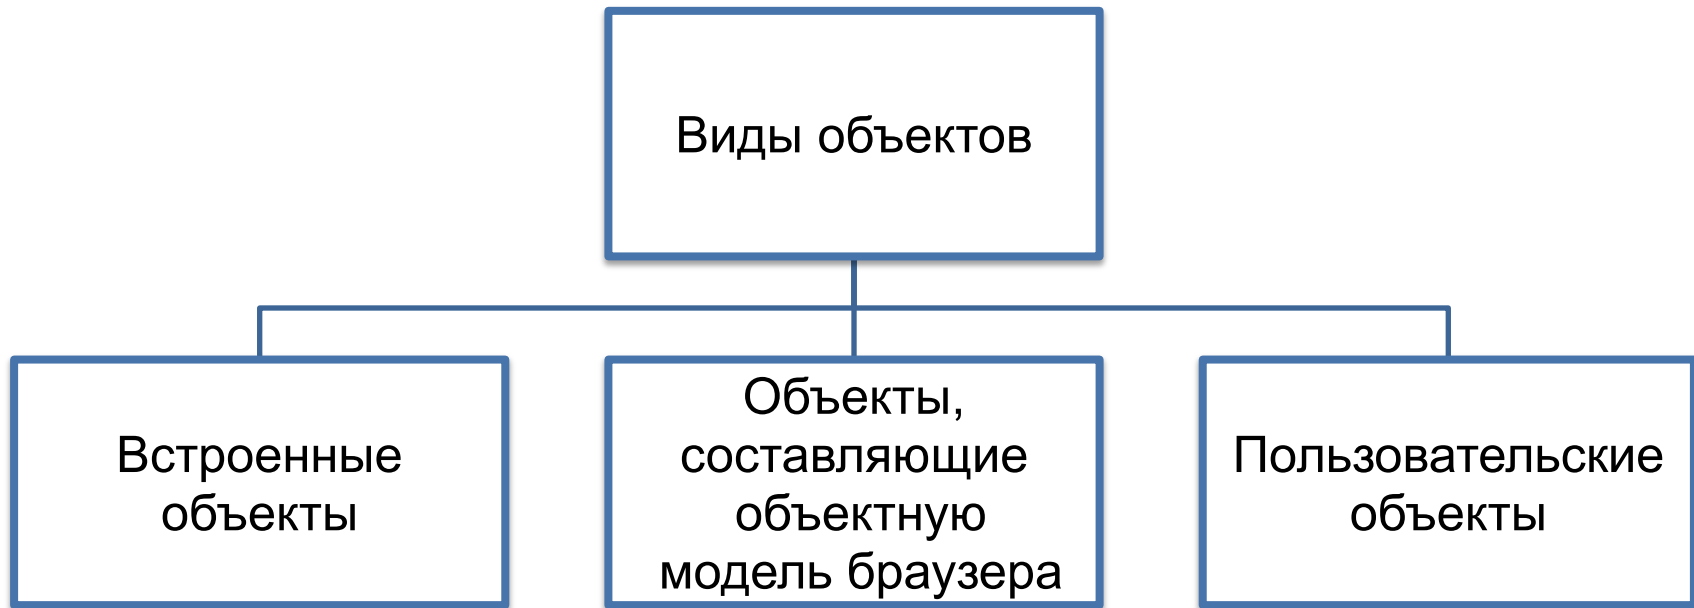 Виды объектов
Встроенные
объекты
Объекты,
составляющие
объектную
модель браузера
Пользовательские
объекты